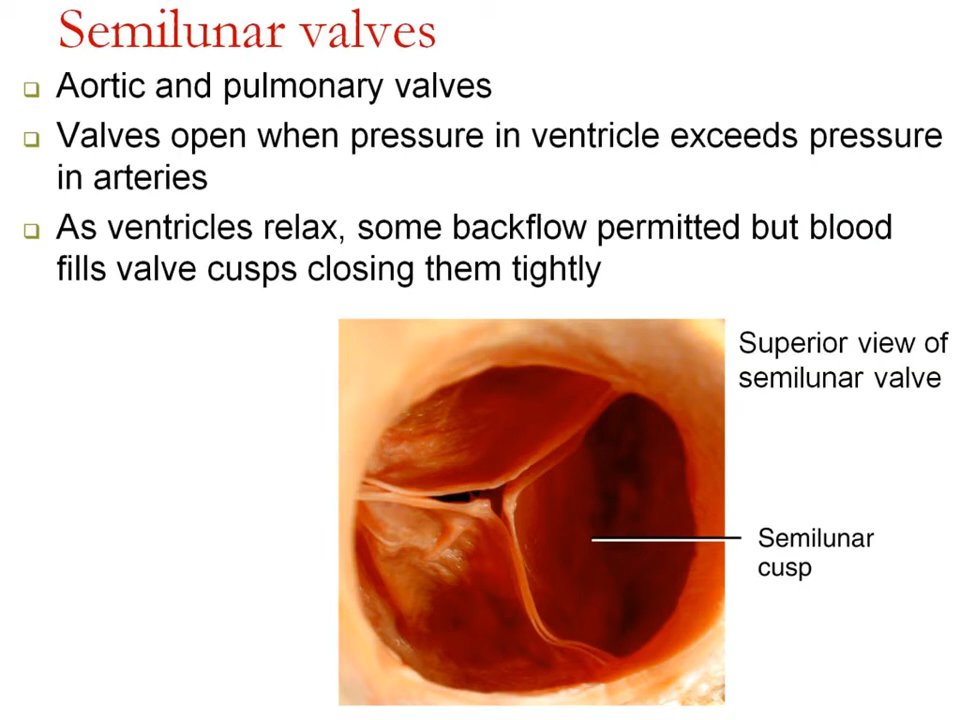 Semilunar valves
Aortic and pulmonary valves
Valves open when pressure in ventricle exceeds pressure
in arteries
As ventricles relax, some backflow permitted but blood
fills valve cusps closing them tightly
Superior view of
semilunar valve
Semilunar
cusp